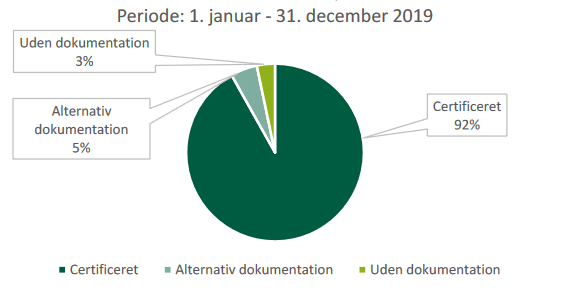 Periode: 1. januar - 31. december 2019
Uden dokumentation
3%
Alternativ
dokumentation
5%
Certificeret
92%
Certificeret
Alternativ dokumentation
Uden dokumentation